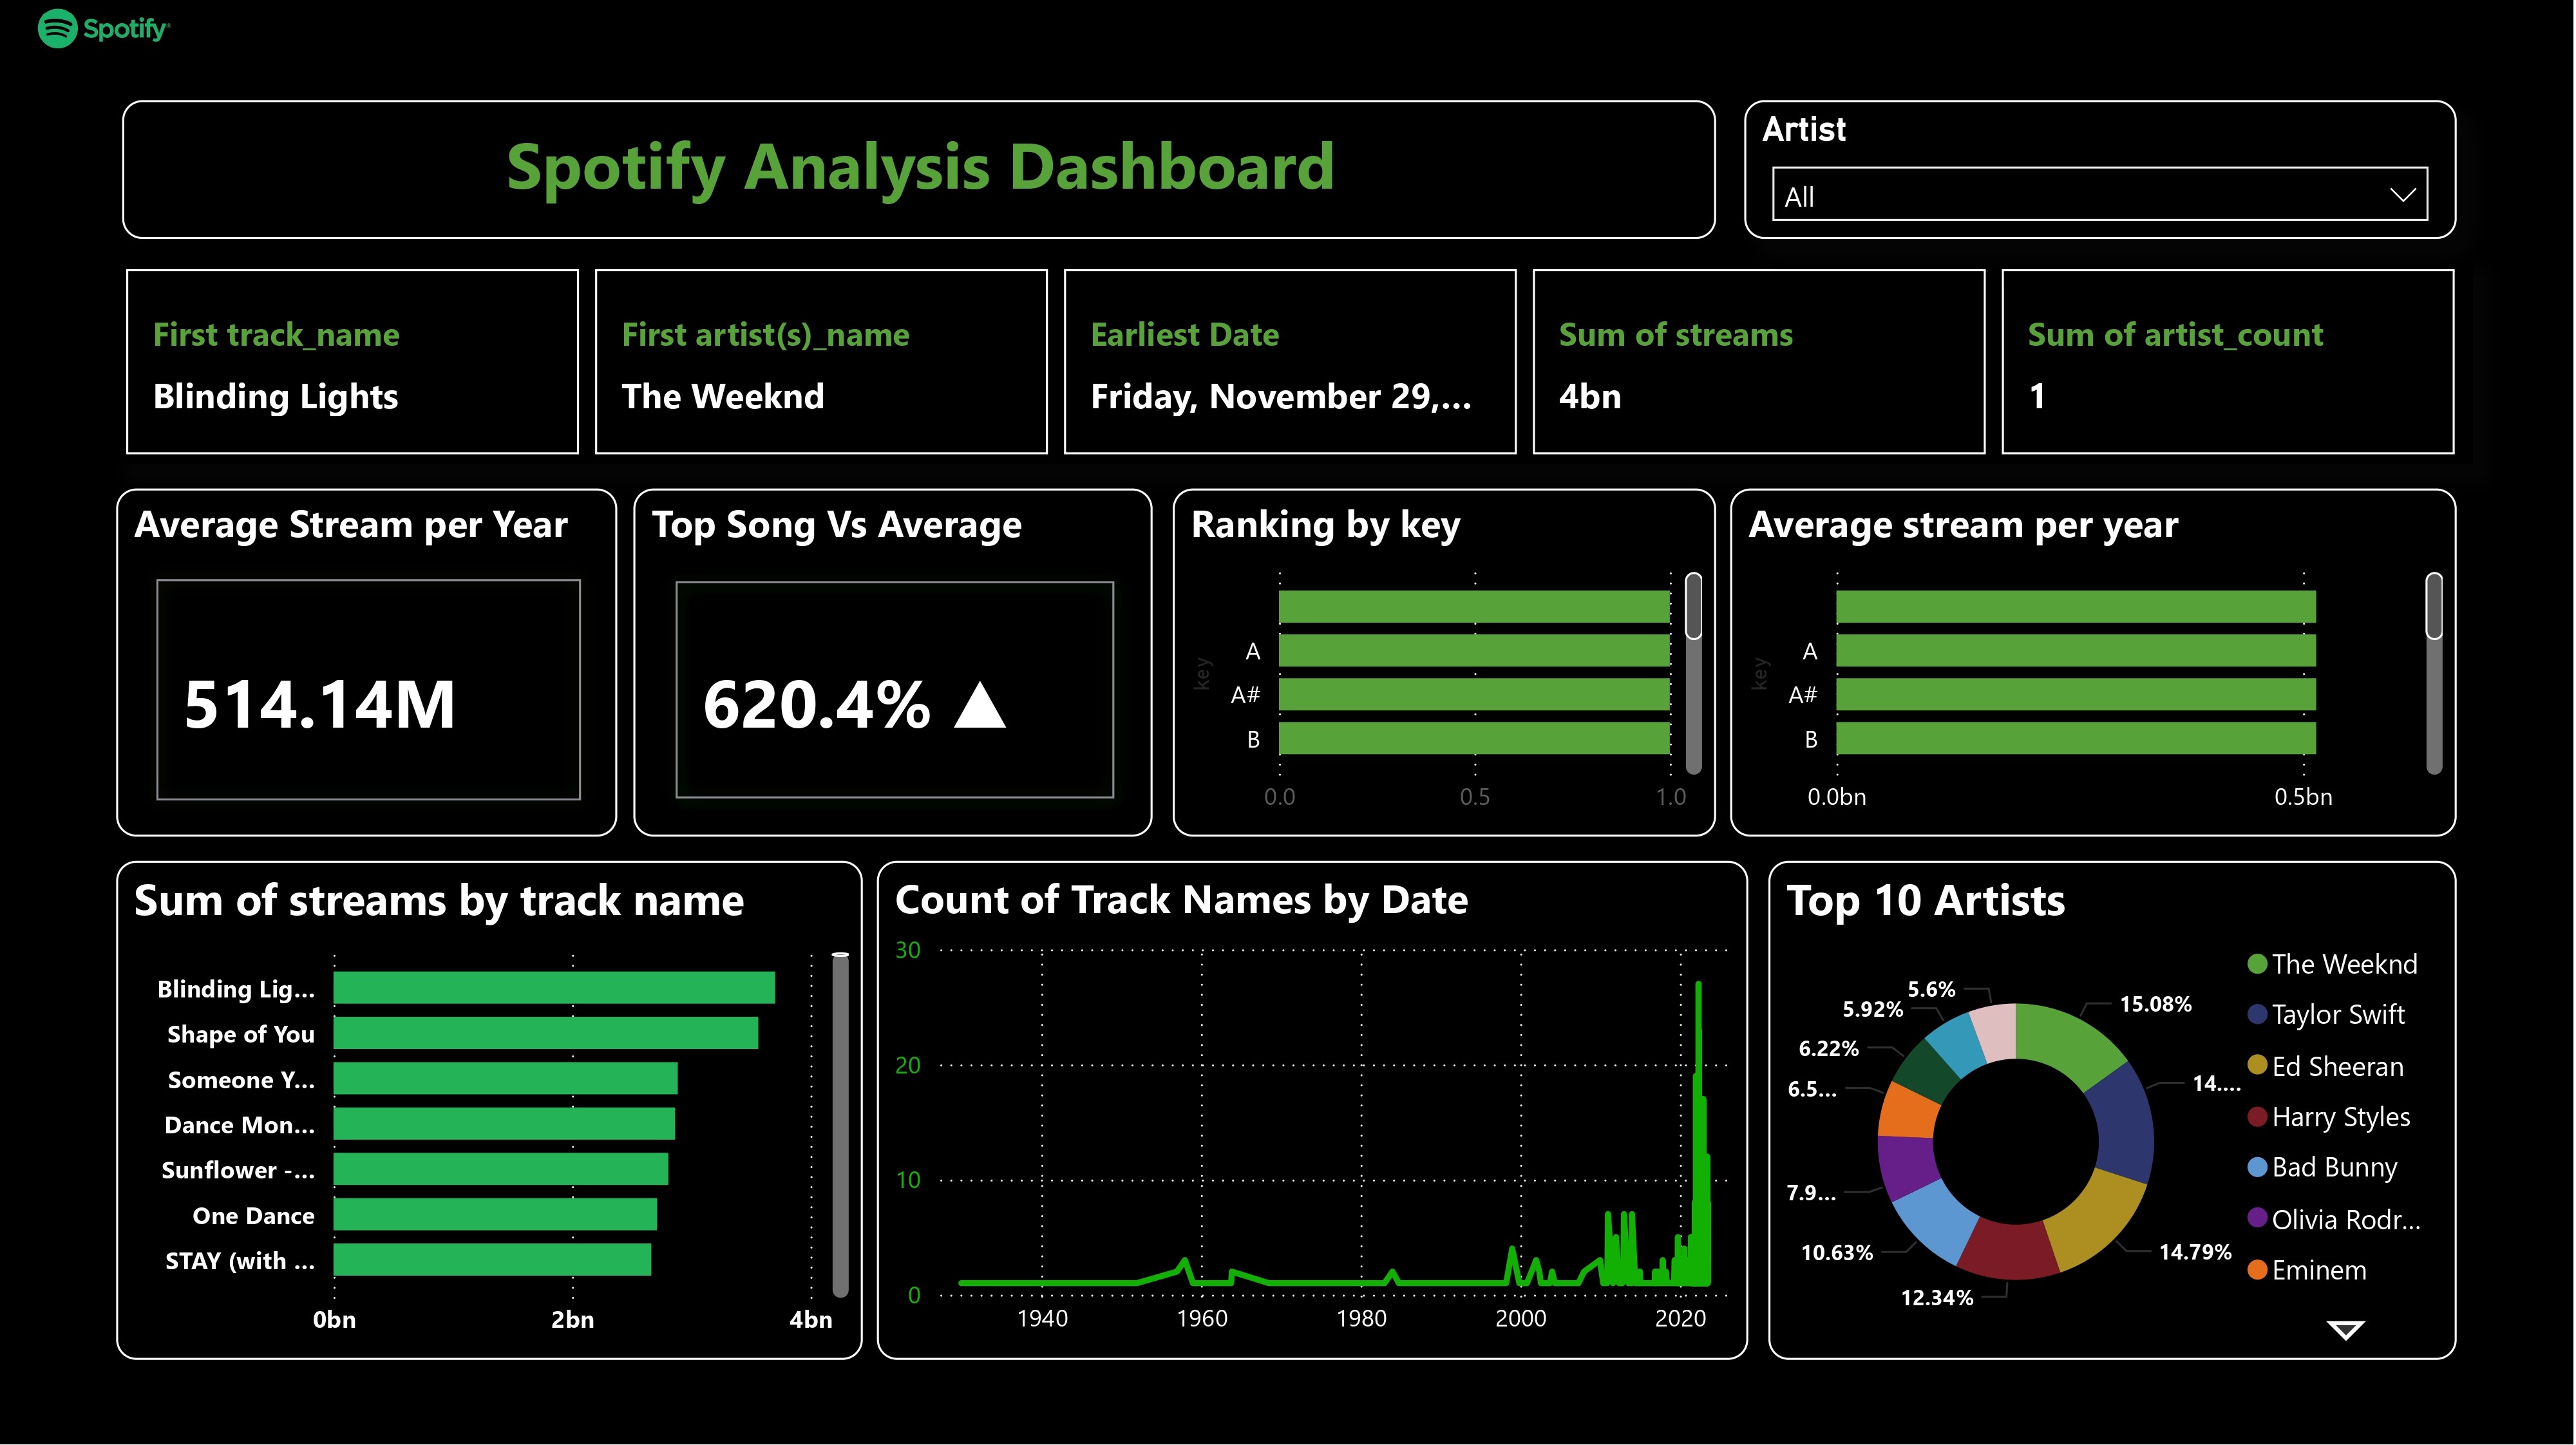 Spotify
Spotify Analysis Dashboard
Artist
All
First track_name
Blinding Lights
First artist(s)_name
The Weeknd
Earliest Date
Friday, November 29,...
Sum of streams
4bn
Sum of artist_count
1
Average Stream per Year
514.14M
Top Song Vs Average
620.4% ▲
Ranking by key
key
A
A#
B
0.0 0.5 1.0
Average stream per year
key
A
A#
B
0.0bn 0.5bn
Sum of streams by track name
Blinding Lig...
Shape of You
Someone Y...
Dance Mon...
Sunflower -...
One Dance
STAY (with ...
0bn 2bn 4bn
Count of Track Names by Date
30
20
10
0
1940 1960 1980 2000 2020
Top 10 Artists
15.08%
14....
14.79%
12.34%
10.63%
7.9...
6.5...
6.22%
5.92%
5.6%
The Weeknd
Taylor Swift
Ed Sheeran
Harry Styles
Bad Bunny
Olivia Rodr...
Eminem